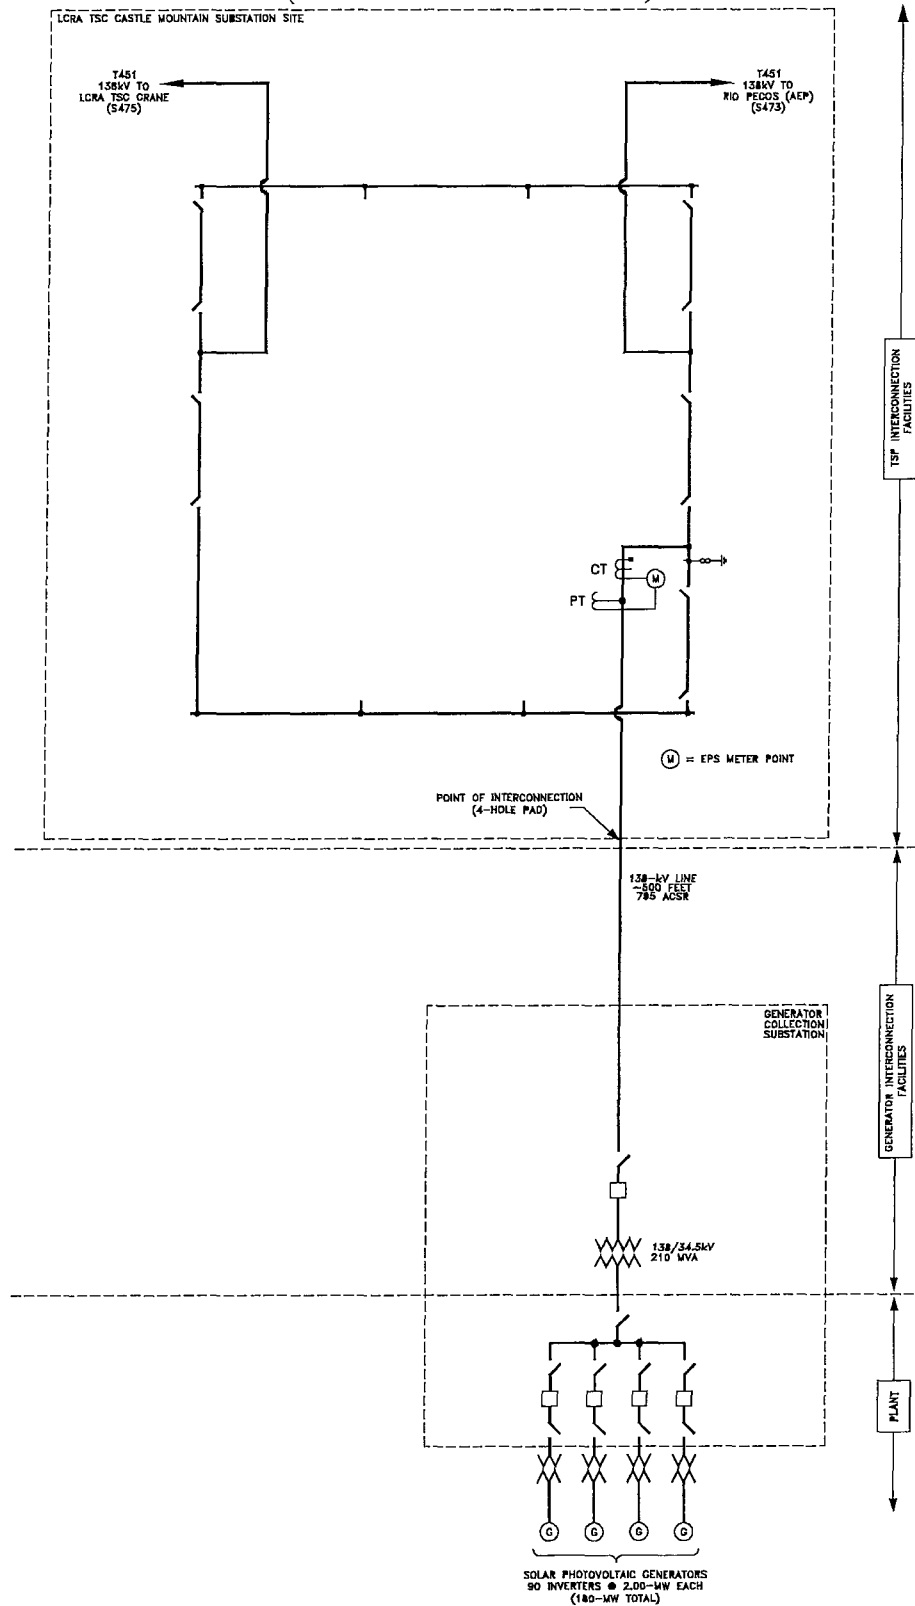 LCRA TSC CASTLE MOUNTAIN SUBSTATION SITE
T451
138kV TO
LCRA TSC CRANE
(S475)
T451
138kV TO
RIO PECOS (AEP)
(S473)
TSP INTERCONNECTION
FACILITIES
CT
M
PT
M = EPS METER POINT
POINT OF INTERCONNECTION
(4-HOLE PAD)
138-kV LINE
~500 FEET
795 ACSR
GENERATOR
COLLECTION
SUBSTATION
GENERATOR INTERCONNECTION
FACILITIES
138/34.5kV
210 MVA
PLANT
G G G G
SOLAR PHOTOVOLTAIC GENERATORS
90 INVERTERS @ 2.00-MW EACH
(180-MW TOTAL)